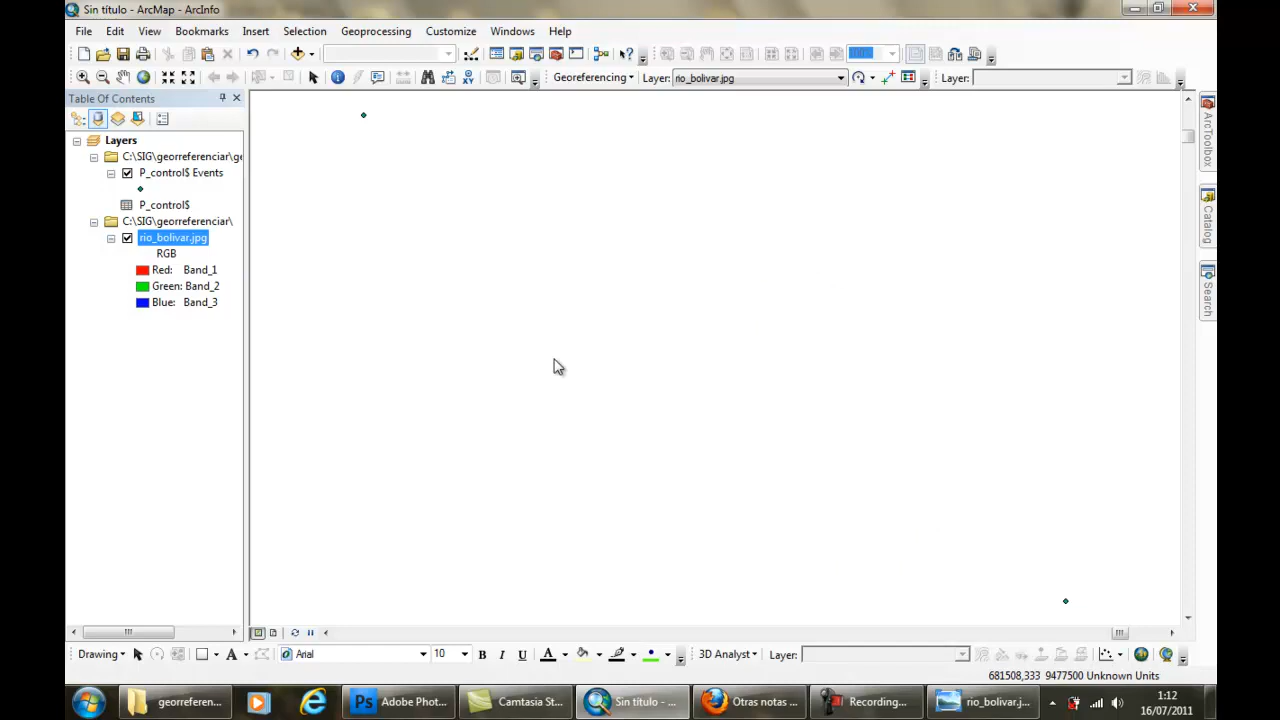 Sin título - ArcMap - ArcInfo
File Edit View Bookmarks Insert Selection Geoprocessing Customize Windows Help
Georeferencing Layer: rio_bolivar.jpg Layer:
Table Of Contents
Layers
C:\SIG\georreferenciar\ge
P_control$ Events
P_control$
C:\SIG\georreferenciar\
rio_bolivar.jpg
RGB
Red: Band_1
Green: Band_2
Blue: Band_3
ArcToolbox
Catalog
Search
Drawing A Arial 10 B I U A 3D Analyst Layer:
681508,333 9477500 Unknown Units
georreferen... Adobe Phot... Camtasia St... Sin título - ... Otras notas ... Recording... rio_bolivar.j... 1:12
16/07/2011